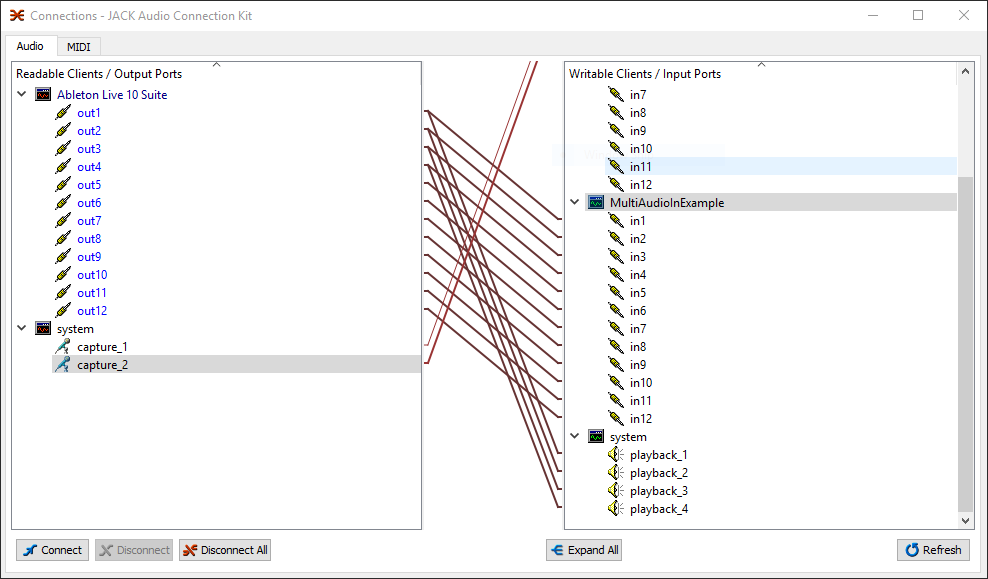 Connections - JACK Audio Connection Kit
Audio
MIDI
Readable Clients / Output Ports
Ableton Live 10 Suite
out1
out2
out3
out4
out5
out6
out7
out8
out9
out10
out11
out12
system
capture_1
capture_2
Writable Clients / Input Ports
in7
in8
in9
in10
in11
in12
MultiAudioInExample
in1
in2
in3
in4
in5
in6
in7
in8
in9
in10
in11
in12
system
playback_1
playback_2
playback_3
playback_4
Connect
Disconnect
Disconnect All
Expand All
Refresh